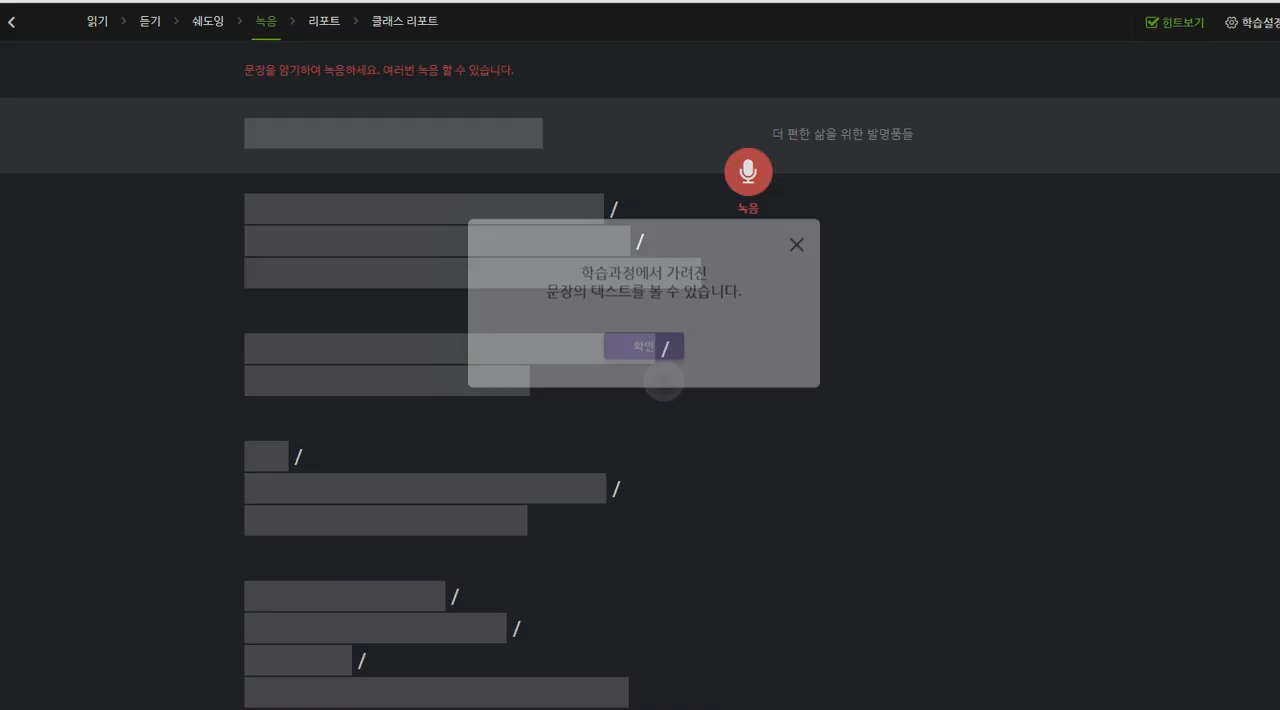 읽기 > 듣기 > 쉐도잉 > 녹음 > 리포트 > 클래스 리포트
힌트보기 학습설정
문장을 암기하여 녹음하세요. 여러번 녹음 할 수 있습니다.
더 편한 삶을 위한 발명품들
녹음
/
/
학습과정에서 가려진
문장의 텍스트를 볼 수 있습니다.
확인
/
/
/
/
/
/